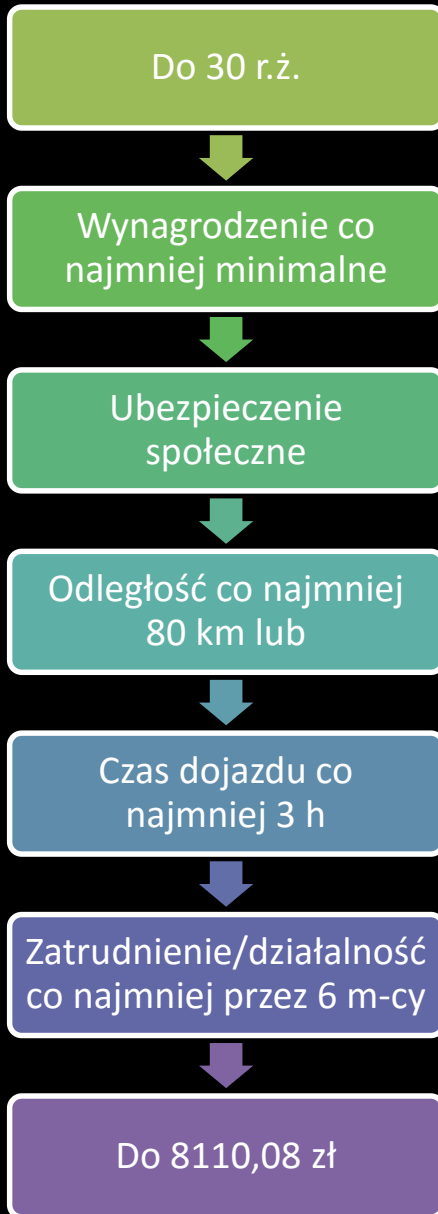 Do 30 r.ż.
Wynagrodzenie co
najmniej minimalne
Ubezpieczenie
społeczne
Odległość co najmniej
80 km lub
Czas dojazdu co
najmniej 3 h
Zatrudnienie/działalność
co najmniej przez 6 m-cy
Do 8110,08 zł